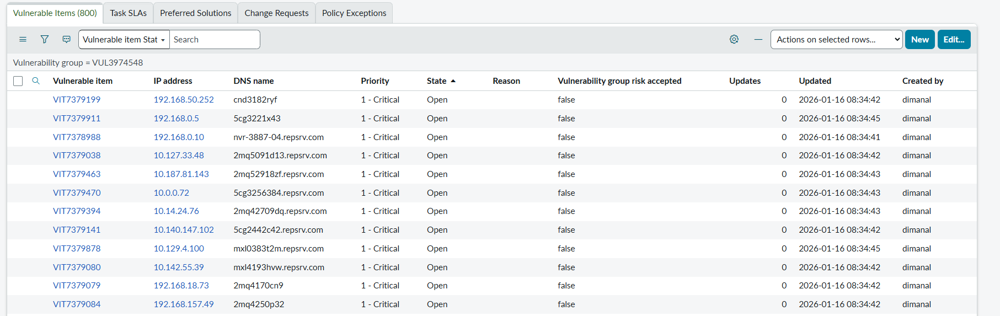 Vulnerable Items (800) Task SLAs Preferred Solutions Change Requests Policy Exceptions
Vulnerable item Stat Search Actions on selected rows... New Edit...
Vulnerability group = VUL3974548
Vulnerable item IP address DNS name Priority State Reason Vulnerability group risk accepted Updates Updated Created by
VIT7379199 192.168.50.252 cnd3182ryf 1 - Critical Open false 0 2026-01-16 08:34:42 dimanal
VIT7379911 192.168.0.5 5cg3221x43 1 - Critical Open false 0 2026-01-16 08:34:45 dimanal
VIT7378988 192.168.0.10 nvr-3887-04.repsrv.com 1 - Critical Open false 0 2026-01-16 08:34:41 dimanal
VIT7379038 10.127.33.48 2mq5091d13.repsrv.com 1 - Critical Open false 0 2026-01-16 08:34:42 dimanal
VIT7379463 10.187.81.143 2mq52918zf.repsrv.com 1 - Critical Open false 0 2026-01-16 08:34:43 dimanal
VIT7379470 10.0.0.72 5cg3256384.repsrv.com 1 - Critical Open false 0 2026-01-16 08:34:43 dimanal
VIT7379394 10.14.24.76 2mq42709dq.repsrv.com 1 - Critical Open false 0 2026-01-16 08:34:43 dimanal
VIT7379141 10.140.147.102 5cg2442c42.repsrv.com 1 - Critical Open false 0 2026-01-16 08:34:42 dimanal
VIT7379878 10.129.4.100 mxl0383t2m.repsrv.com 1 - Critical Open false 0 2026-01-16 08:34:45 dimanal
VIT7379080 10.142.55.39 mxl4193hvw.repsrv.com 1 - Critical Open false 0 2026-01-16 08:34:42 dimanal
VIT7379079 192.168.18.73 2mq4170cn9 1 - Critical Open false 0 2026-01-16 08:34:42 dimanal
VIT7379084 192.168.157.49 2mq4250p32 1 - Critical Open false 0 2026-01-16 08:34:42 dimanal